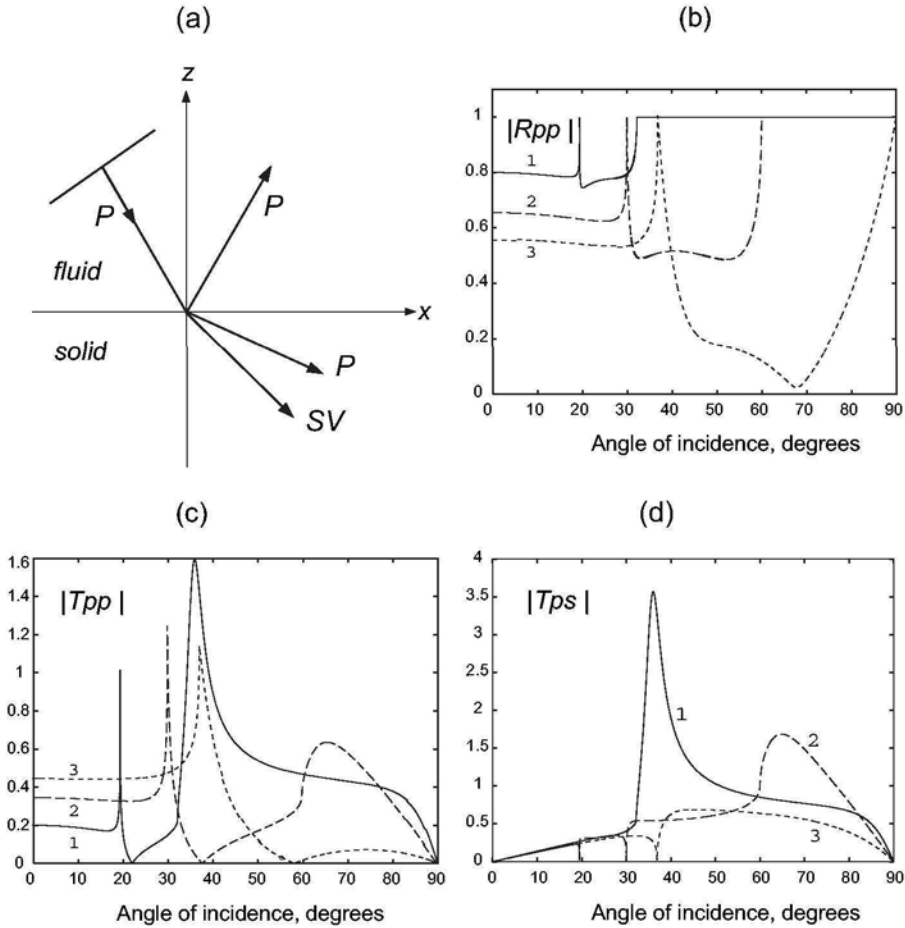 (a)
z
P
P
fluid
x
solid
P
SV
(b)
1
0.8
0.6
0.4
0.2
0
|Rpp|
1
2
3
0 10 20 30 40 50 60 70 80 90
Angle of incidence, degrees
(c)
1.6
1.4
1.2
1
0.8
0.6
0.4
0.2
0
|Tpp|
3
2
1
0 10 20 30 40 50 60 70 80 90
Angle of incidence, degrees
(d)
4
3.5
3
2.5
2
1.5
1
0.5
0
|Tps|
1
2
3
0 10 20 30 40 50 60 70 80 90
Angle of incidence, degrees